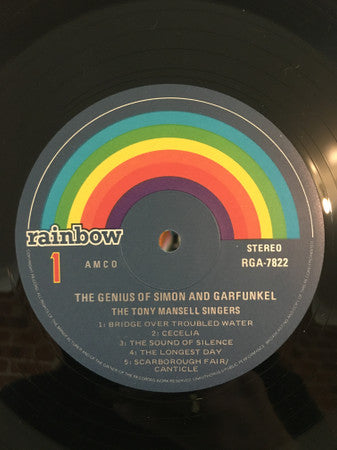 rainbow
1
AMCO
STEREO
RGA-7822
THE GENIUS OF SIMON AND GARFUNKEL
THE TONY MANSELL SINGERS
1: BRIDGE OVER TROUBLED WATER
2: CECELIA
3: THE SOUND OF SILENCE
4: THE LONGEST DAY
5: SCARBOROUGH FAIR/
CANTICLE